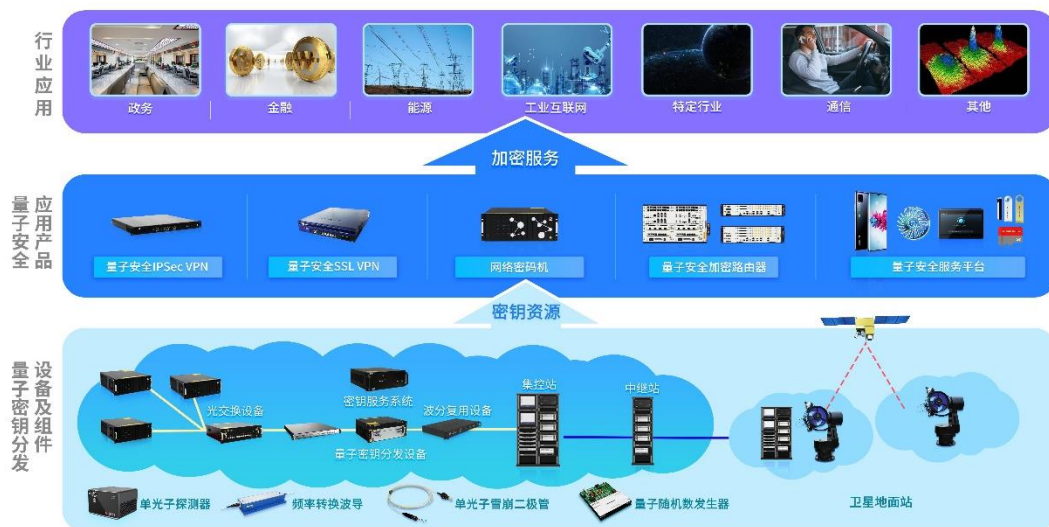 行业应用
政务
金融
能源
工业互联网
特定行业
通信
其他
加密服务
量子安全
应用产品
量子安全IPSec VPN
量子安全SSL VPN
网络密码机
量子安全加密路由器
量子安全服务平台
密钥资源
量子密钥分发
设备及组件
光交换设备
密钥服务系统
量子密钥分发设备
波分复用设备
集控站
中继站
单光子探测器
频率转换波导
单光子雪崩二极管
量子随机数发生器
卫星地面站